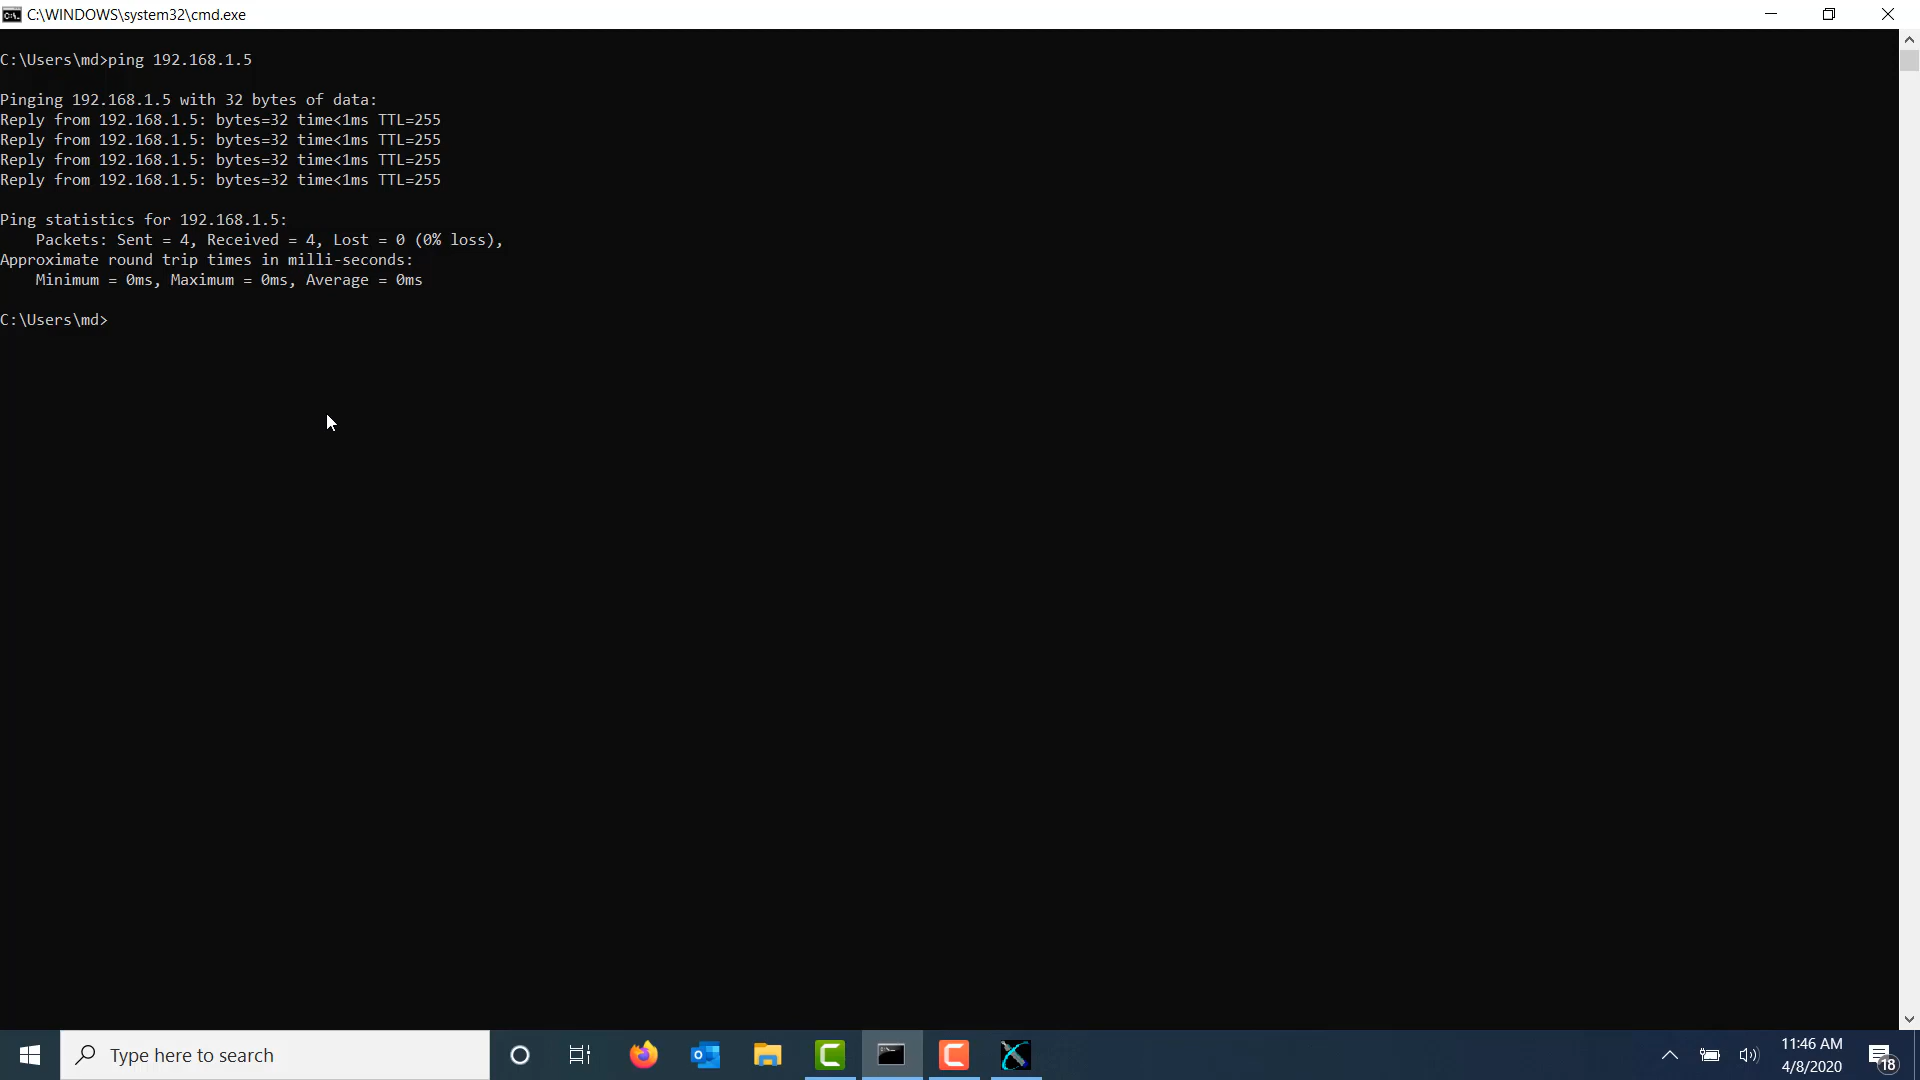 C:\WINDOWS\system32\cmd.exe
C:\Users\md>ping 192.168.1.5
Pinging 192.168.1.5 with 32 bytes of data:
Reply from 192.168.1.5: bytes=32 time<1ms TTL=255
Reply from 192.168.1.5: bytes=32 time<1ms TTL=255
Reply from 192.168.1.5: bytes=32 time<1ms TTL=255
Reply from 192.168.1.5: bytes=32 time<1ms TTL=255
Ping statistics for 192.168.1.5:
    Packets: Sent = 4, Received = 4, Lost = 0 (0% loss),
Approximate round trip times in milli-seconds:
    Minimum = 0ms, Maximum = 0ms, Average = 0ms
C:\Users\md>
Type here to search
11:46 AM
4/8/2020
18